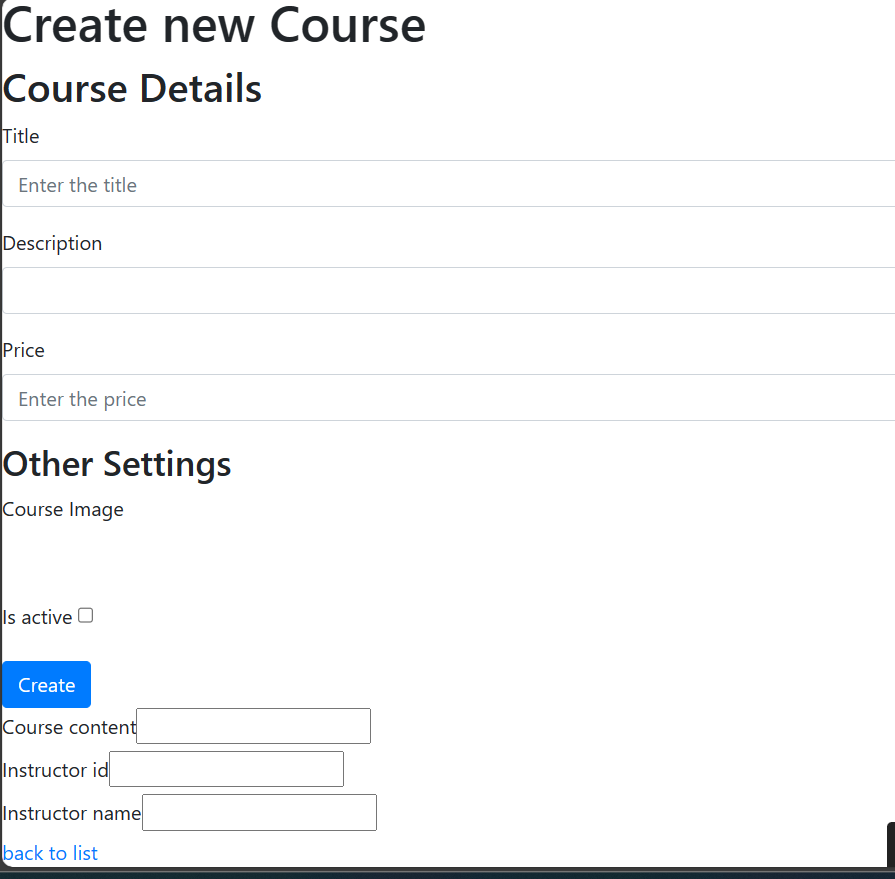 Create new Course
Course Details
Title
Enter the title
Description
Price
Enter the price
Other Settings
Course Image
Is active
Create
Course content
Instructor id
Instructor name
back to list